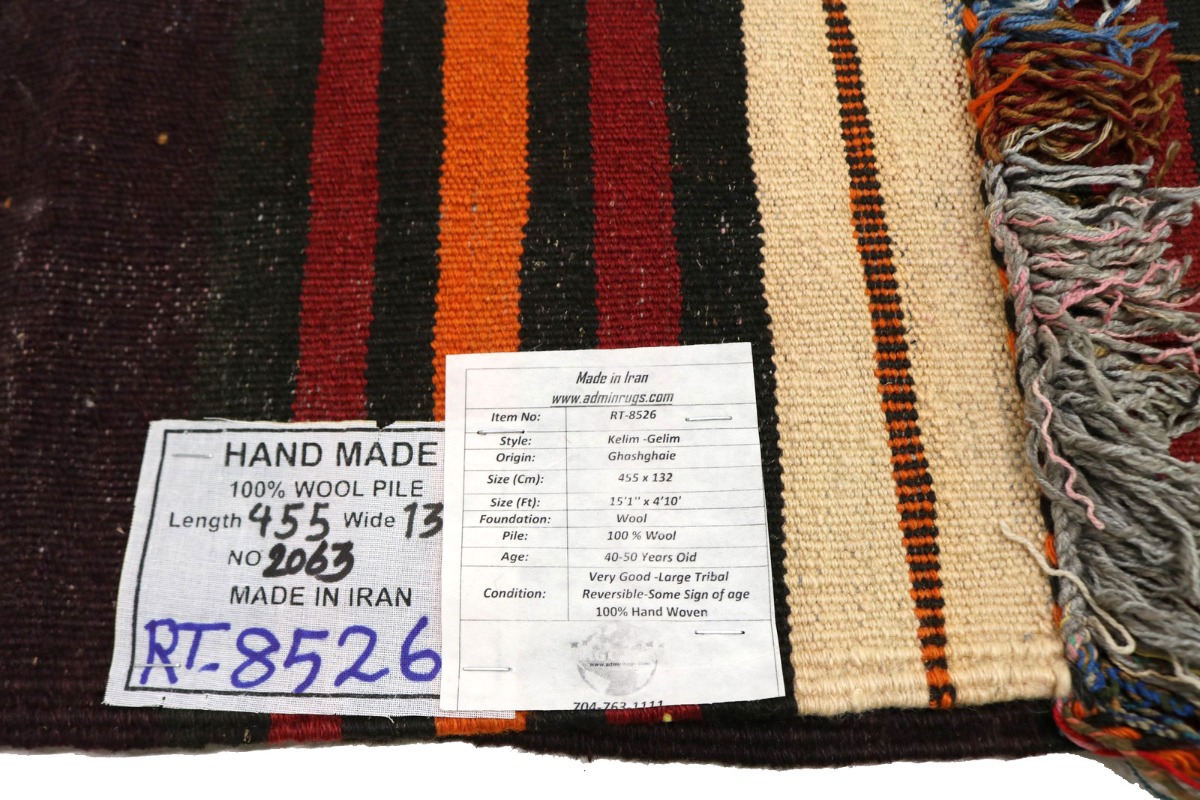 HAND MADE
100% WOOL PILE
Length 455 Wide 13
NO 2063
MADE IN IRAN
RT-8526
Made in Iran
www.adminrugs.com
Item No: RT-8526
Style: Kelim -Gelim
Origin: Ghashghaie
Size (Cm): 455 x 132
Size (Ft): 15'1'' x 4'10'
Foundation: Wool
Pile: 100 % Wool
Age: 40-50 Years Old
Condition: Very Good -Large Tribal
Reversible-Some Sign of age
100% Hand Woven
www.adminrugs.com
704-763-1111